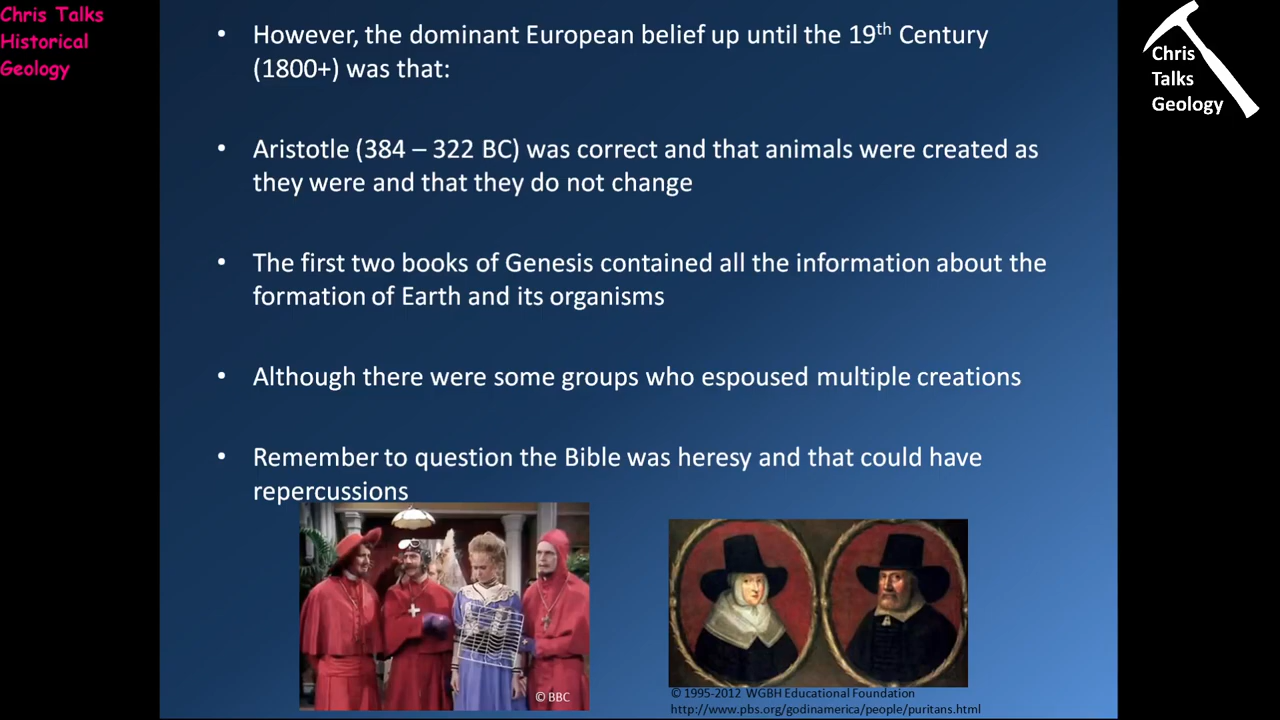 Chris Talks
Historical
Geology
Chris
Talks
Geology
• However, the dominant European belief up until the 19th Century
(1800+) was that:
• Aristotle (384 – 322 BC) was correct and that animals were created as
they were and that they do not change
• The first two books of Genesis contained all the information about the
formation of Earth and its organisms
• Although there were some groups who espoused multiple creations
• Remember to question the Bible was heresy and that could have
repercussions
© BBC
© 1995-2012 WGBH Educational Foundation
http://www.pbs.org/godinamerica/people/puritans.html